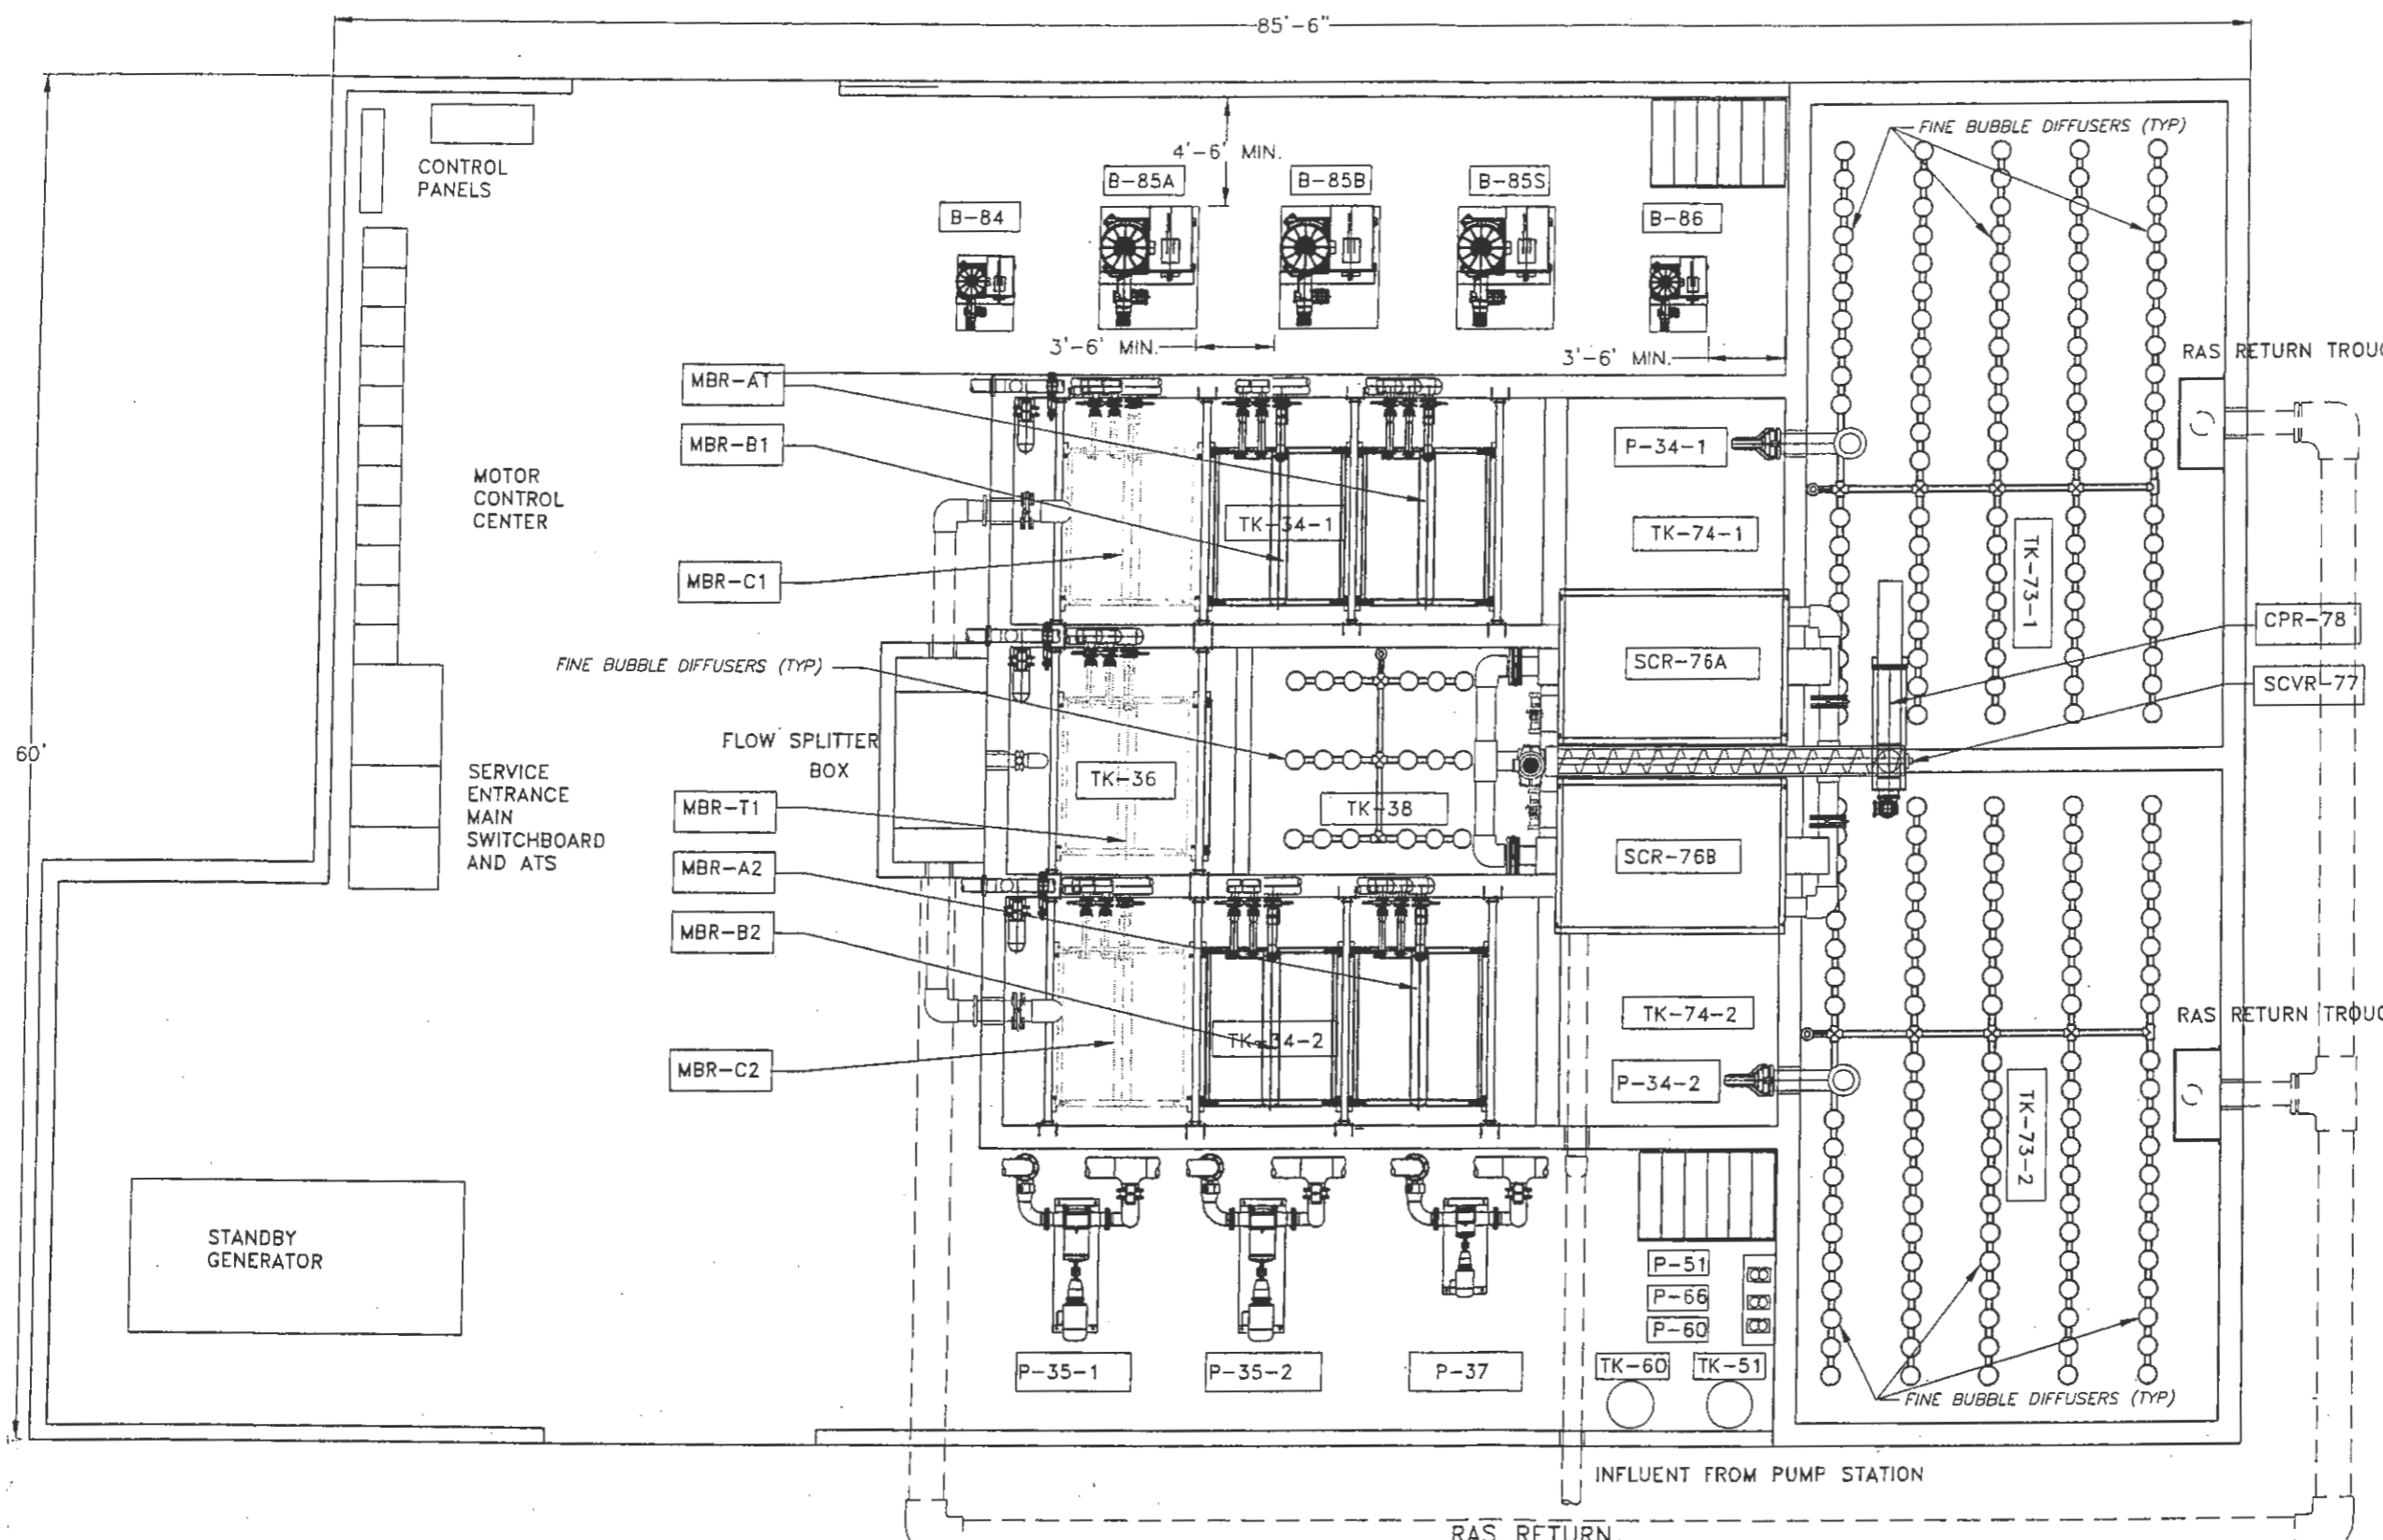 85'-6"
FINE BUBBLE DIFFUSERS (TYP)
4'-6' MIN.
CONTROL
PANELS
B-85A
B-85B
B-85S
B-84
B-86
3'-6' MIN.
3'-6' MIN.
RAS RETURN TROUG
MBR-A1
MBR-B1
P-34-1
MOTOR
CONTROL
CENTER
TK-34-1
TK-74-1
TK-73-1
MBR-C1
CPR-78
FINE BUBBLE DIFFUSERS (TYP)
SCR-76A
SCVR-77
60'
FLOW SPLITTER
BOX
SERVICE
ENTRANCE
MAIN
SWITCHBOARD
AND ATS
TK-36
TK-38
MBR-T1
SCR-76B
MBR-A2
MBR-B2
TK-34-2
TK-74-2
RAS RETURN TROUG
MBR-C2
P-34-2
TK-73-2
STANDBY
GENERATOR
P-51
P-66
P-60
P-35-1
P-35-2
P-37
TK-60
TK-51
FINE BUBBLE DIFFUSERS (TYP)
INFLUENT FROM PUMP STATION
RAS RETURN